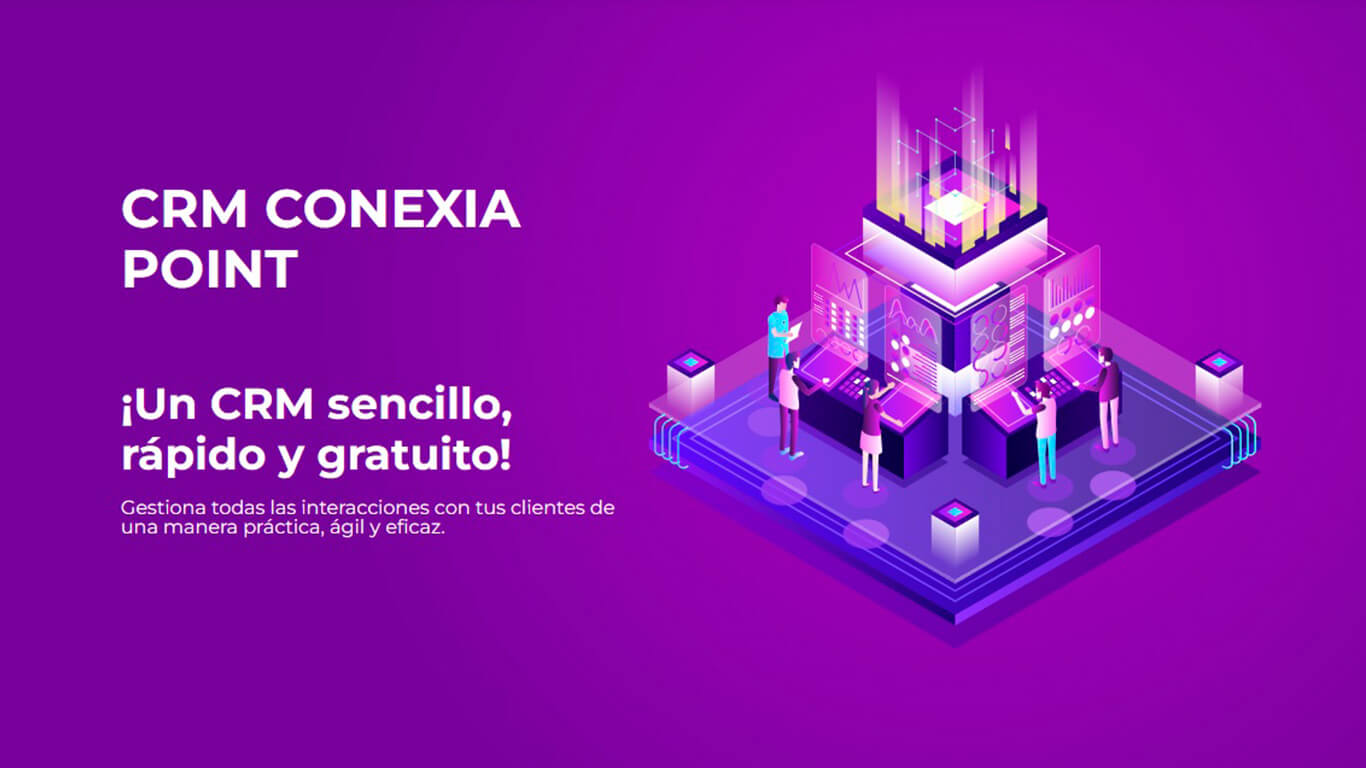 CRM CONEXIA
POINT
¡Un CRM sencillo,
rápido y gratuito!
Gestiona todas las interacciones con tus clientes de
una manera práctica, ágil y eficaz.